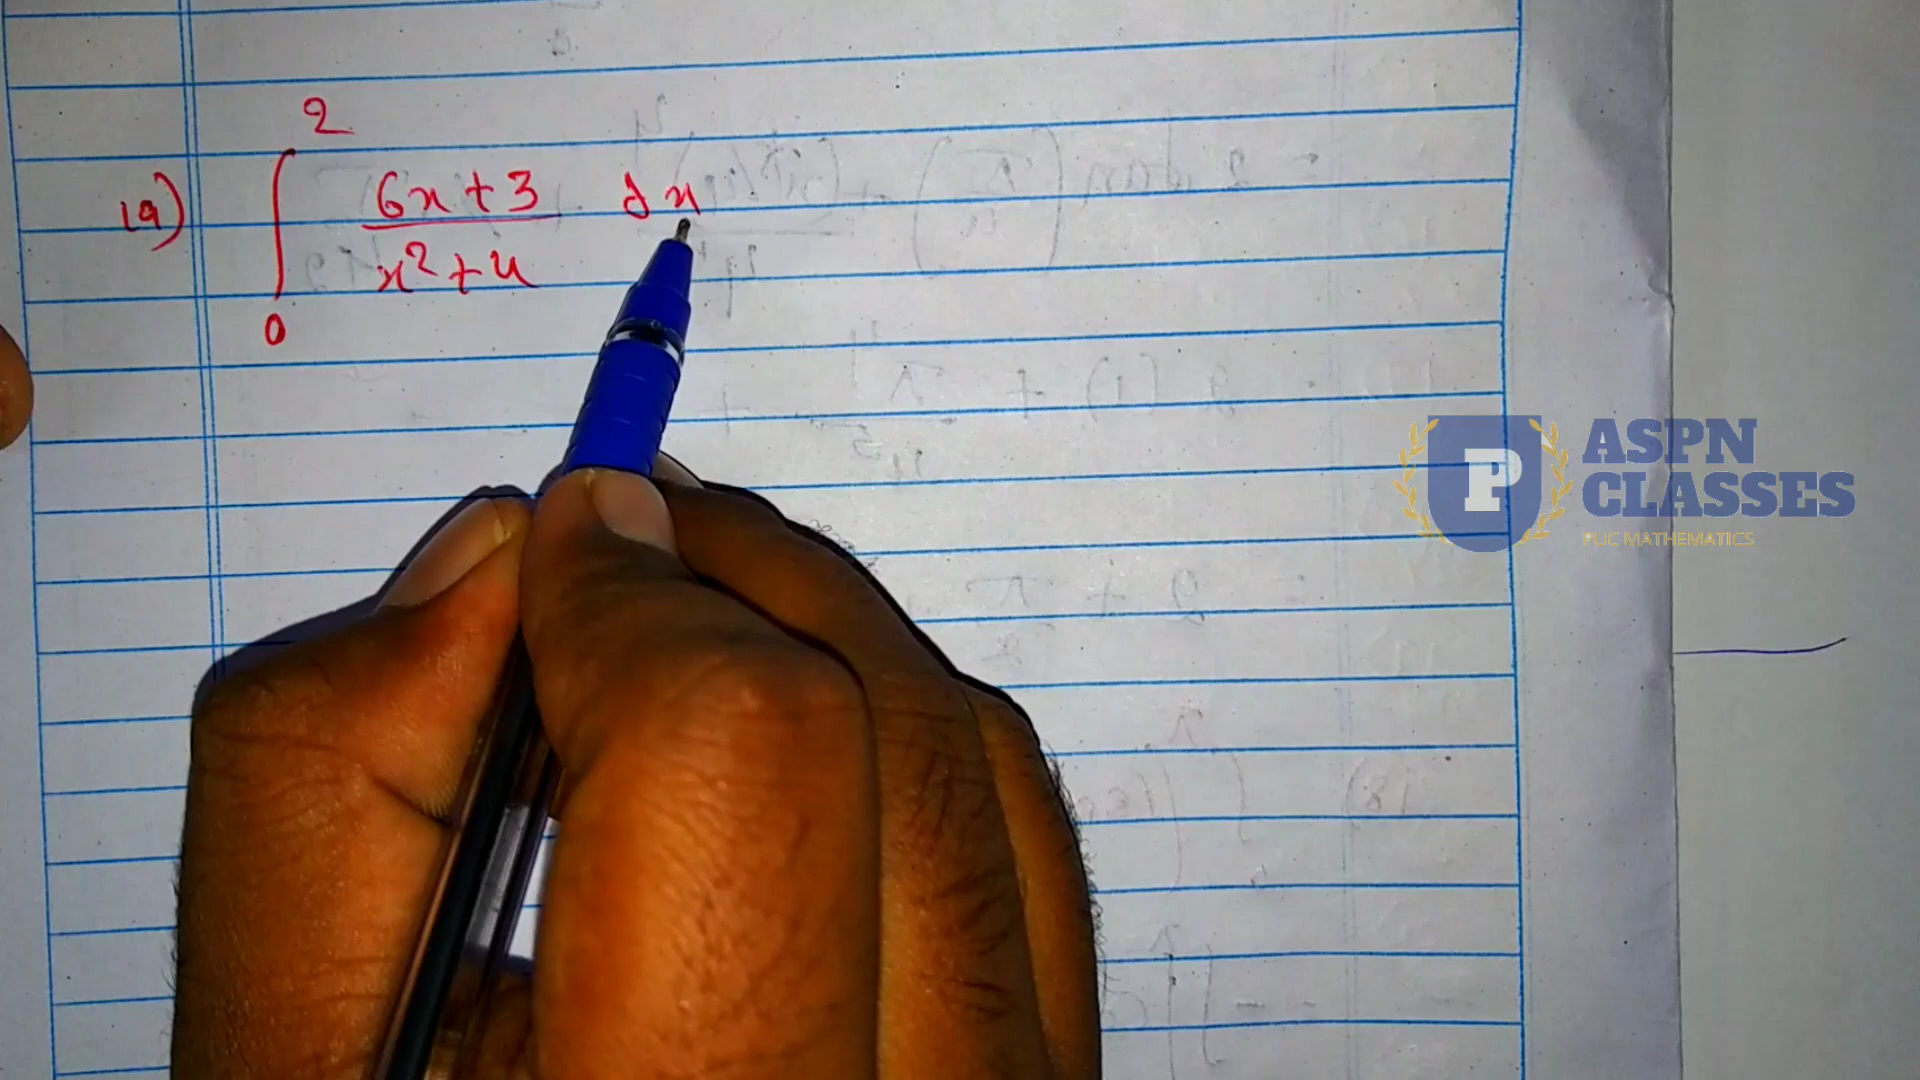 19) ∫₀² (6x+3)/(x²+4) dx
P ASPN
CLASSES
PUC MATHEMATICS